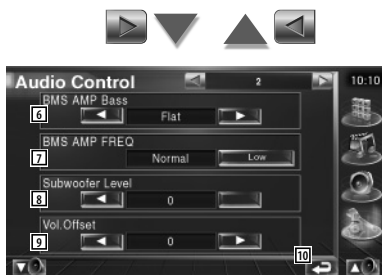 Audio Control 2 10:10
BMS AMP Bass
6 Flat
BMS AMP FREQ
7 Normal Low
Subwoofer Level
8 0
Vol.Offset
9 0
10